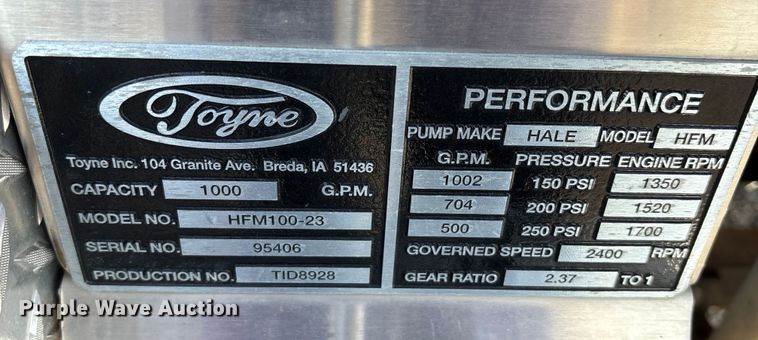 Toyne
Toyne Inc. 104 Granite Ave. Breda, IA 51436
CAPACITY 1000 G.P.M.
MODEL NO. HFM100-23
SERIAL NO. 95406
PRODUCTION NO. TID8928
PERFORMANCE
PUMP MAKE HALE MODEL HFM
G.P.M. PRESSURE ENGINE RPM
1002 150 PSI 1350
704 200 PSI 1520
500 250 PSI 1700
GOVERNED SPEED 2400 RPM
GEAR RATIO 2.37 TO 1
Purple Wave Auction